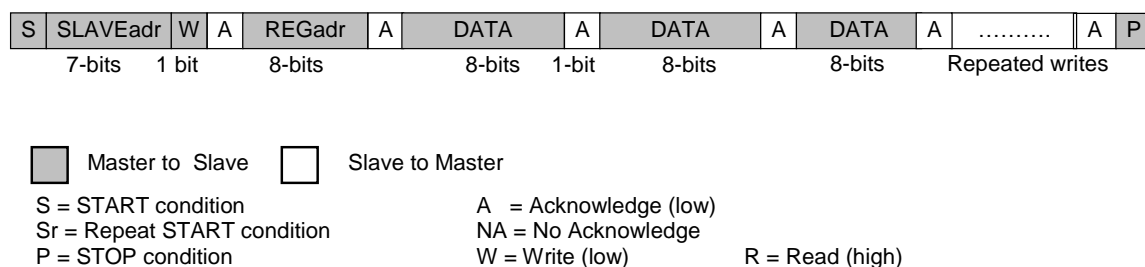 S SLAVEadr W A REGadr A DATA A DATA A DATA A ………. A P
7-bits 1 bit 8-bits 8-bits 1-bit 8-bits 8-bits Repeated writes
Master to Slave Slave to Master
S = START condition A = Acknowledge (low)
Sr = Repeat START condition NA = No Acknowledge
P = STOP condition W = Write (low) R = Read (high)